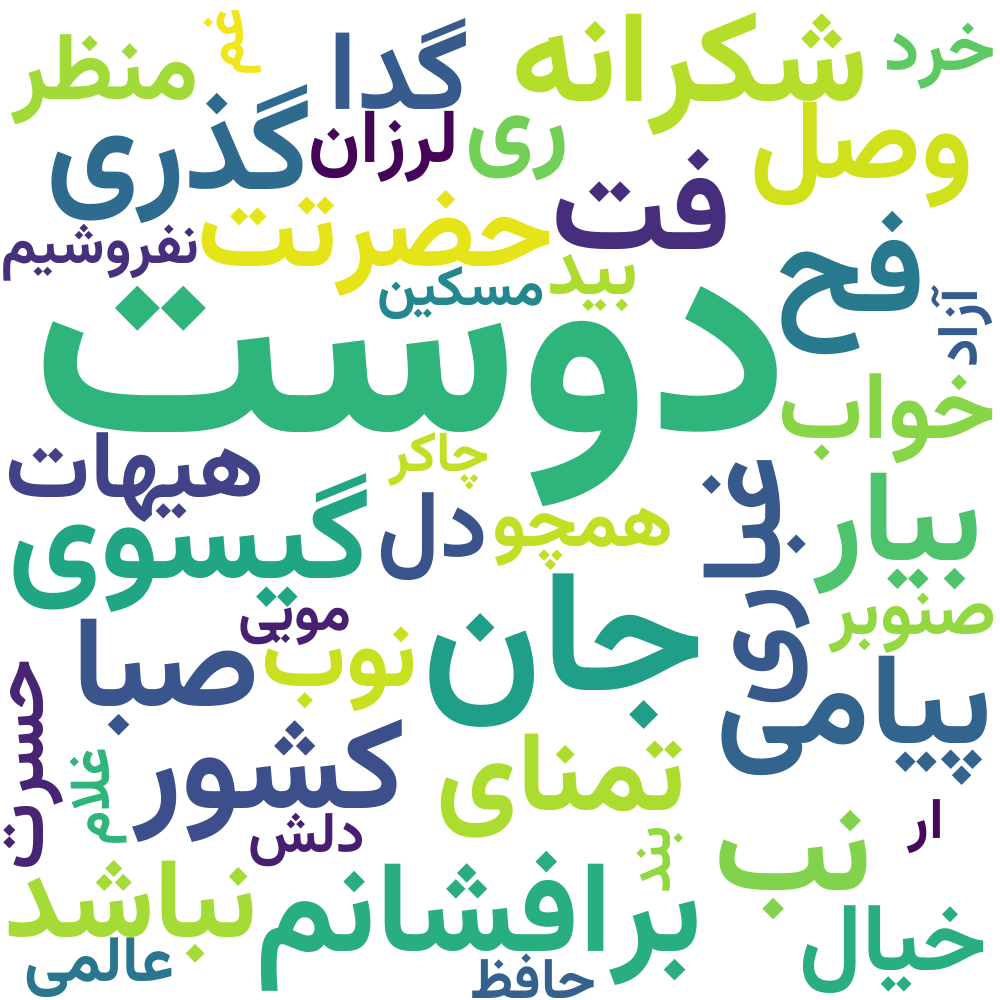 شکرانه
گدا
غم
خرد
منظر
گذری
لرزان
ری
وصل
فت
حضرتت
نفروشیم
فح
بید
مسکین
آزاد
دوست
خواب
چاکر
هیهات
غباری
بیار
گیسوی
دل
همچو
صنوبر
مویی
جان
نوب
صبا
پیامی
حسرت
کشور
تمنای
غلام
دلش
ار
بند
نب
نباشد
برافشانم
خیال
عالمی
حافظ